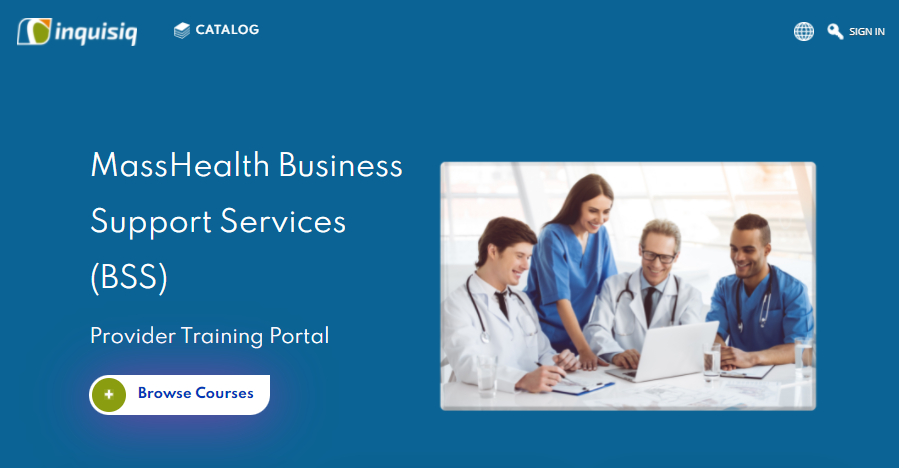 inquisiq
CATALOG
SIGN IN
MassHealth Business
Support Services
(BSS)
Provider Training Portal
+ Browse Courses